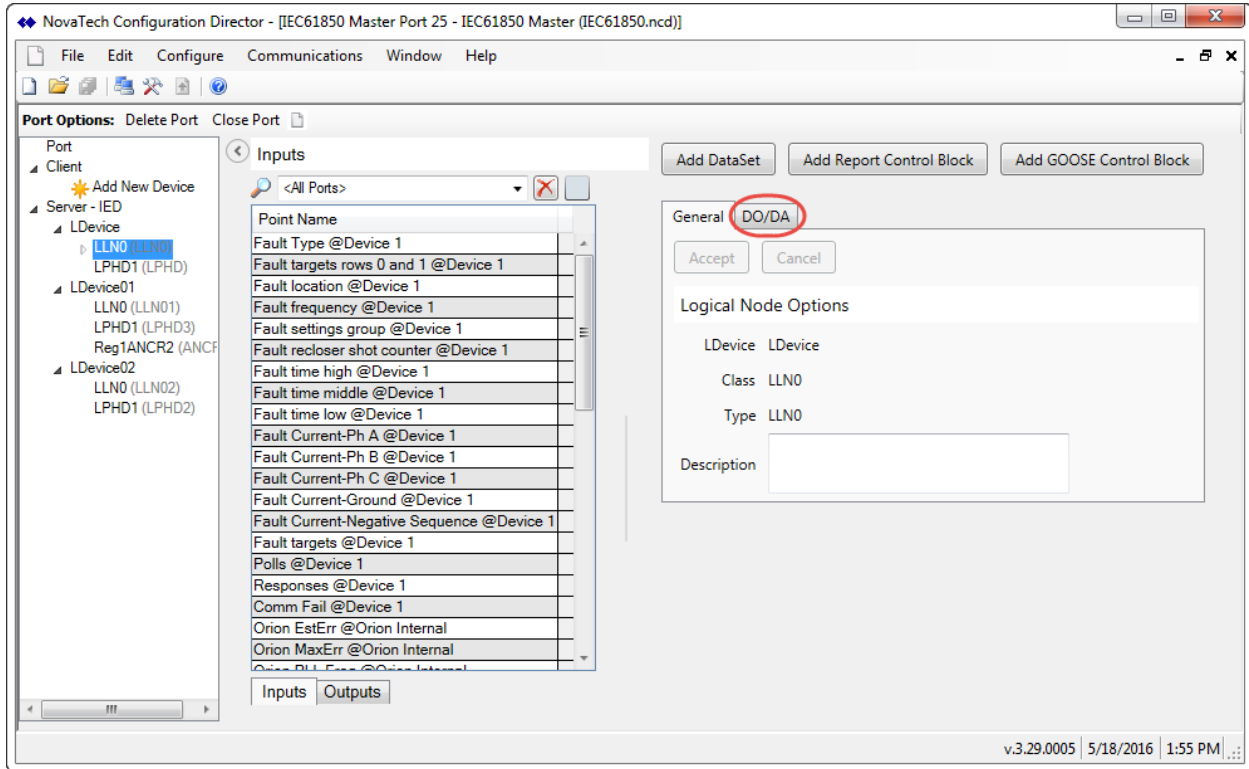 NovaTech Configuration Director - [IEC61850 Master Port 25 - IEC61850 Master (IEC61850.ncd)]
File Edit Configure Communications Window Help
Port Options: Delete Port Close Port
Port
Client
Add New Device
Server - IED
LDevice
LLN0 (LLN0)
LPHD1 (LPHD)
LDevice01
LLN0 (LLN01)
LPHD1 (LPHD3)
Reg1ANCR2 (ANCR
LDevice02
LLN0 (LLN02)
LPHD1 (LPHD2)
Inputs
<All Ports>
Point Name
Fault Type @Device 1
Fault targets rows 0 and 1 @Device 1
Fault location @Device 1
Fault frequency @Device 1
Fault settings group @Device 1
Fault recloser shot counter @Device 1
Fault time high @Device 1
Fault time middle @Device 1
Fault time low @Device 1
Fault Current-Ph A @Device 1
Fault Current-Ph B @Device 1
Fault Current-Ph C @Device 1
Fault Current-Ground @Device 1
Fault Current-Negative Sequence @Device 1
Fault targets @Device 1
Polls @Device 1
Responses @Device 1
Comm Fail @Device 1
Orion EstErr @Orion Internal
Orion MaxErr @Orion Internal
Orion PLL Freq @Orion Internal
Inputs Outputs
Add DataSet Add Report Control Block Add GOOSE Control Block
General DO/DA
Accept Cancel
Logical Node Options
LDevice LDevice
Class LLN0
Type LLN0
Description
v.3.29.0005 5/18/2016 1:55 PM